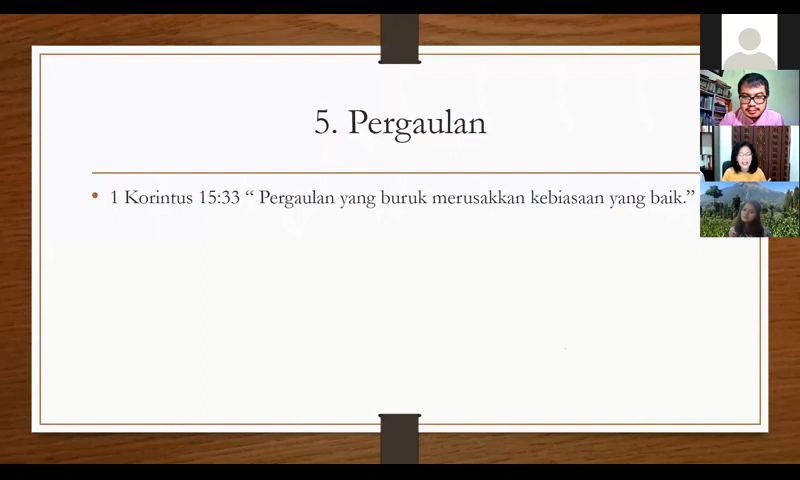 5. Pergaulan
• 1 Korintus 15:33 “ Pergaulan yang buruk merusakkan kebiasaan yang baik.”